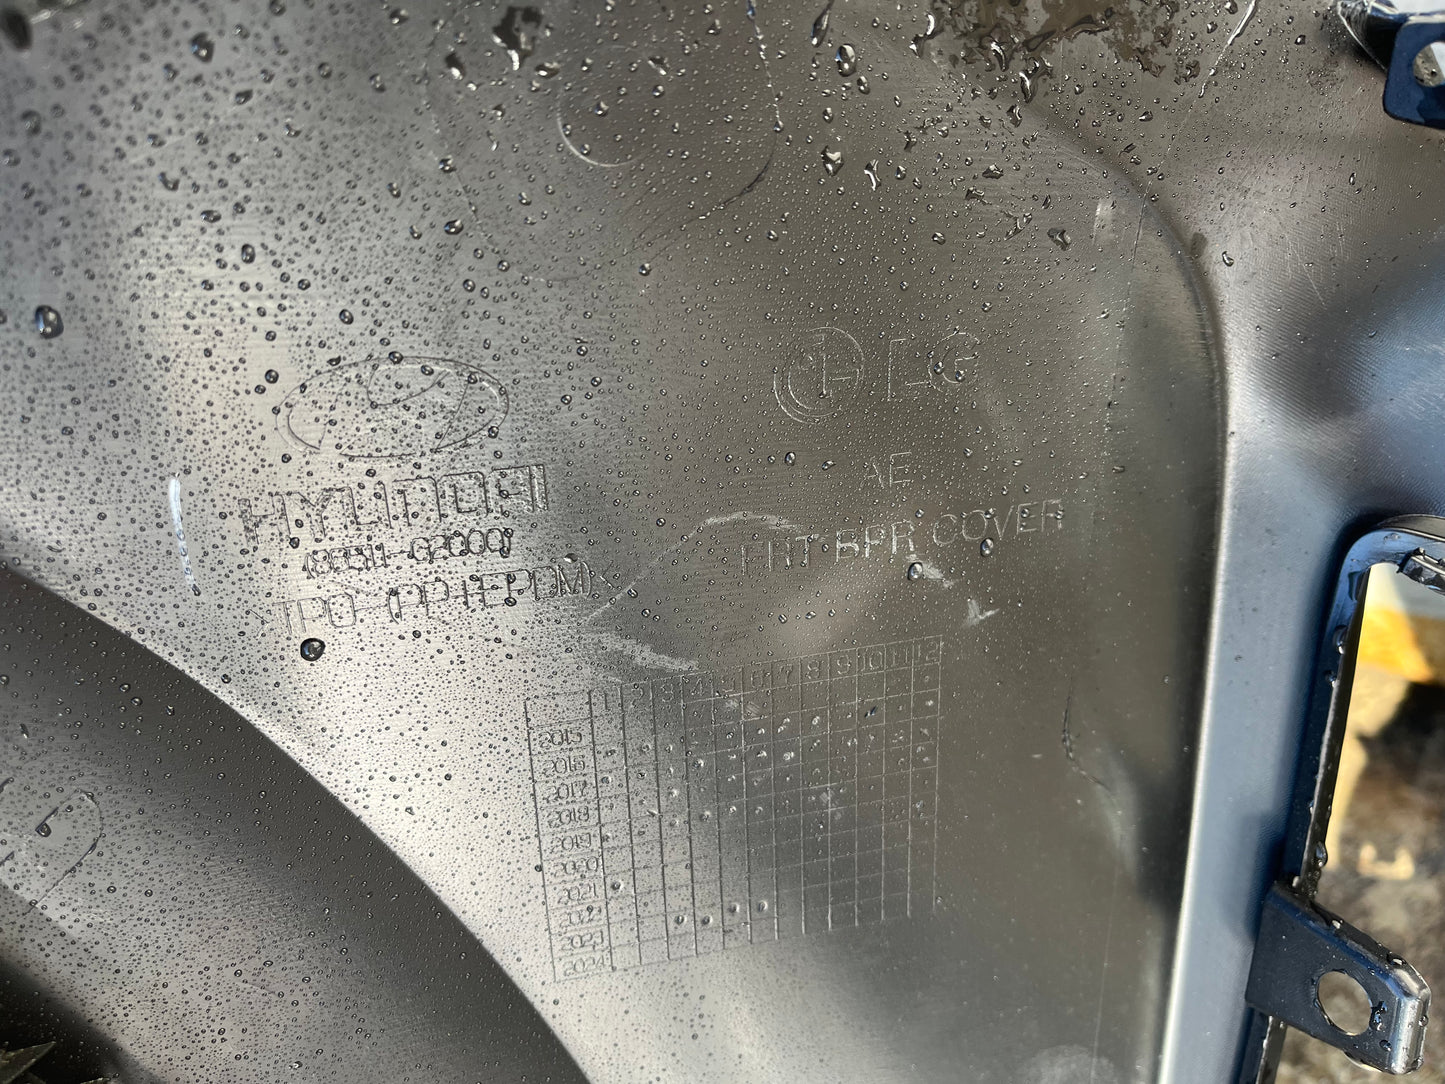 HYUNDAI
(86511-G2000)
>TPO-(PP+EPDM)<
LG
AE
FRT BPR COVER
1 2 3 4 5 6 7 8 9 10 11 12
2015
2016
2017
2018
2019
2020
2021
2022
2023
2024